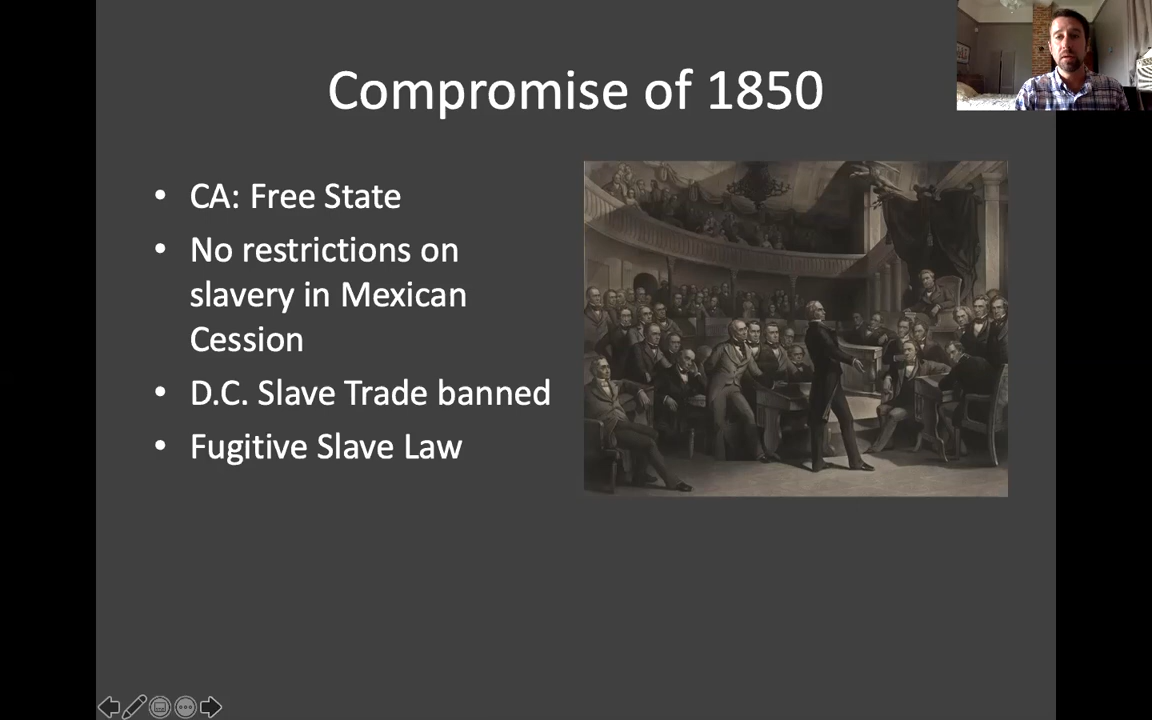 Compromise of 1850
• CA: Free State
• No restrictions on
slavery in Mexican
Cession
• D.C. Slave Trade banned
• Fugitive Slave Law